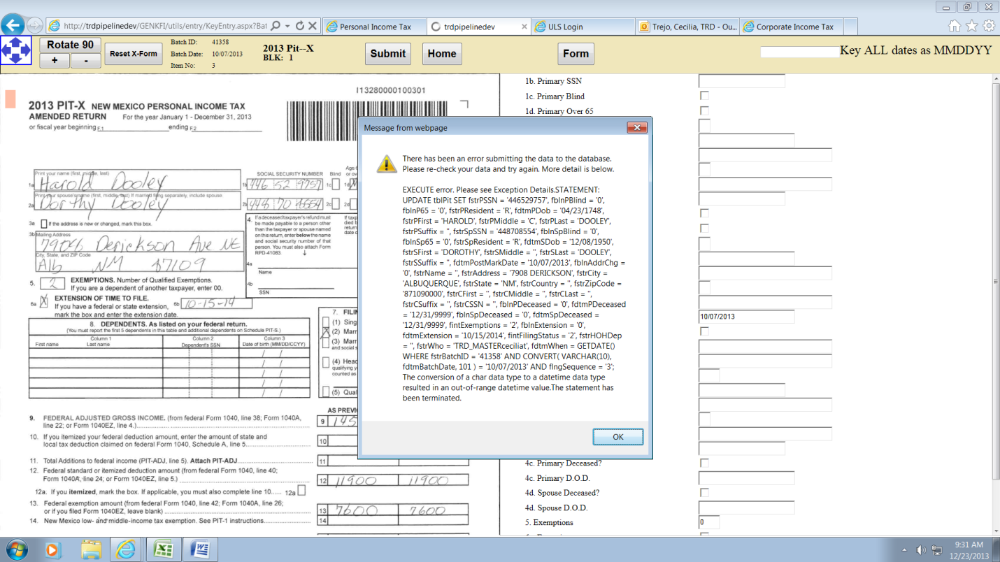 http://trdpipelinedev/GENKFI/utils/entry/KeyEntry.aspx?Bat
Personal Income Tax
trdpipelinedev
ULS Login
Trejo, Cecilia, TRD - Ou...
Corporate Income Tax
Rotate 90
+
-
Reset X-Form
Batch ID: 41358
Batch Date: 10/07/2013
Item No: 3
2013 Pit--X
BLK: 1
Submit
Home
Form
Key ALL dates as MMDDYY
I13280000100301
2013 PIT-X NEW MEXICO PERSONAL INCOME TAX
AMENDED RETURN For the year January 1 - December 31, 2013
or fiscal year beginning F.1 ending F.2
Print your name (first, middle, last)
SOCIAL SECURITY NUMBER Blind
1a Harold Dooley 1b 446 52 9757 1c 1d
Print your spouse's name (first, middle, last) If married filing separately, include spouse.
2a Dorthy Dooley 2b 448 70 2c 2d
3a If the address is new or changed, mark this box.
3b Mailing Address
Derickson Ave NE
City, State, and ZIP Code
Alb NM 87109
4. If a deceased taxpayer's refund must
be made payable to a person other
than the taxpayer or spouse named
on this return, enter below the name
and social security number of that
person. You must also attach Form
RPD-41083.
4a
Name
4b
SSN
5. 2 EXEMPTIONS. Number of Qualified Exemptions.
If you are a dependent of another taxpayer, enter 00.
6a X EXTENSION OF TIME TO FILE.
If you have a federal or state extension, 6b 10-15-14
mark the box and enter the extension date.
7. FILIN
(1) Sing
(2) Marr
(3) Marr
and social s
(4) Head
qualifying y
counted as
(5) Qual
8. DEPENDENTS. As listed on your federal return.
(You must report the first 5 dependents in this table and additional dependents on Schedule PIT-S.)
Column 1 Column 2 Column 3
First name Last name Dependent's SSN Date of birth (MM/DD/CCYY)
AS PREVI
9. FEDERAL ADJUSTED GROSS INCOME. (from federal Form 1040, line 38; Form 1040A,
line 22; or Form 1040EZ, line 4.) 9 145
10. If you itemized your federal deduction amount, enter the amount of state and
local tax deduction claimed on federal Form 1040, Schedule A, line 5. 10
11. Total Additions to federal income (PIT-ADJ, line 5). Attach PIT-ADJ 11
12. Federal standard or itemized deduction amount (from federal Form 1040, line 40;
Form 1040A, line 24; or Form 1040EZ, line 5.) 12 11900 11900
12a. If you itemized, mark the box. If applicable, you must also complete line 10...... 12a
13. Federal exemption amount (from federal Form 1040, line 42; Form 1040A, line 26;
or if you filed Form 1040EZ, leave blank) 13 7600 7600
14. New Mexico low- and middle-income tax exemption. See PIT-1 instructions 14
Message from webpage
There has been an error submitting the data to the database.
Please re-check your data and try again. More detail is below.
EXECUTE error. Please see Exception Details.STATEMENT:
UPDATE tblPit SET fstrPSSN = '446529757', fblnPBlind = '0',
fblnP65 = '0', fstrPResident = 'R', fdtmPDob = '04/23/1748',
fstrPFirst = 'HAROLD', fstrPMiddle = 'C', fstrPLast = 'DOOLEY',
fstrPSuffix = '', fstrSpSSN = '448708554', fblnSpBlind = '0',
fblnSp65 = '0', fstrSpResident = 'R', fdtmSDob = '12/08/1950',
fstrSFirst = 'DOROTHY', fstrSMiddle = '', fstrSLast = 'DOOLEY',
fstrSSuffix = '', fdtmPostMarkDate = '10/07/2013', fblnAddrChg =
'0', fstrName = '', fstrAddress = '7908 DERICKSON', fstrCity =
'ALBUQUERQUE', fstrState = 'NM', fstrCountry = '', fstrZipCode =
'871090000', fstrCFirst = '', fstrCMiddle = '', fstrCLast = '',
fstrCSuffix = '', fstrCSSN = '', fblnPDeceased = '0', fdtmPDeceased
= '12/31/9999', fblnSpDeceased = '0', fdtmSpDeceased =
'12/31/9999', fintExemptions = '2', fblnExtension = '0',
fdtmExtension = '10/15/2014', fintFilingStatus = '2', fstrHOHDep
= '', fstrWho = 'TRD_MASTER\ceciliat', fdtmWhen = GETDATE()
WHERE fstrBatchID = '41358' AND CONVERT( VARCHAR(10),
fdtmBatchDate, 101 ) = '10/07/2013' AND flngSequence = '3';
The conversion of a char data type to a datetime data type
resulted in an out-of-range datetime value.The statement has
been terminated.
OK
1b. Primary SSN
1c. Primary Blind
1d. Primary Over 65
10/07/2013
4c. Primary Deceased?
4c. Primary D.O.D.
4d. Spouse Deceased?
4d. Spouse D.O.D.
5. Exemptions 0
9:31 AM
12/23/2013